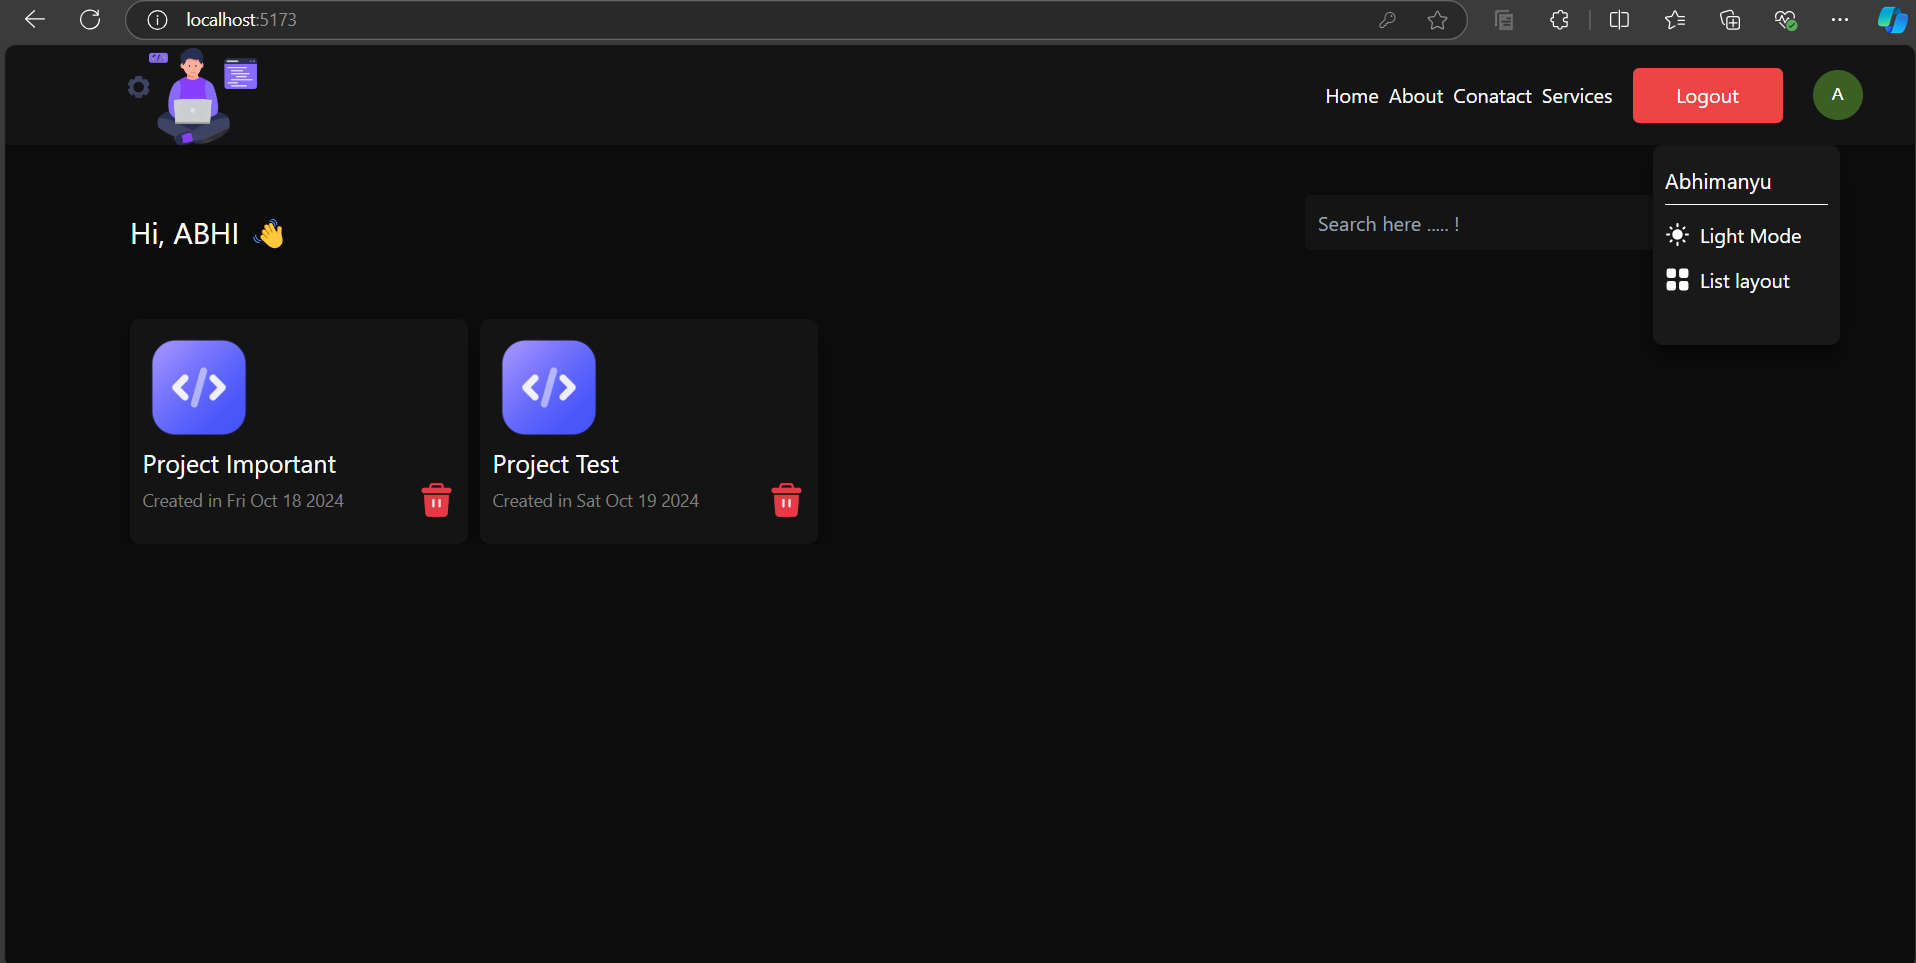 localhost:5173
Home About Conatact Services Logout A
Abhimanyu
Hi, ABHI 👋
Search here ..... !
Light Mode
List layout
Project Important
Created in Fri Oct 18 2024
Project Test
Created in Sat Oct 19 2024